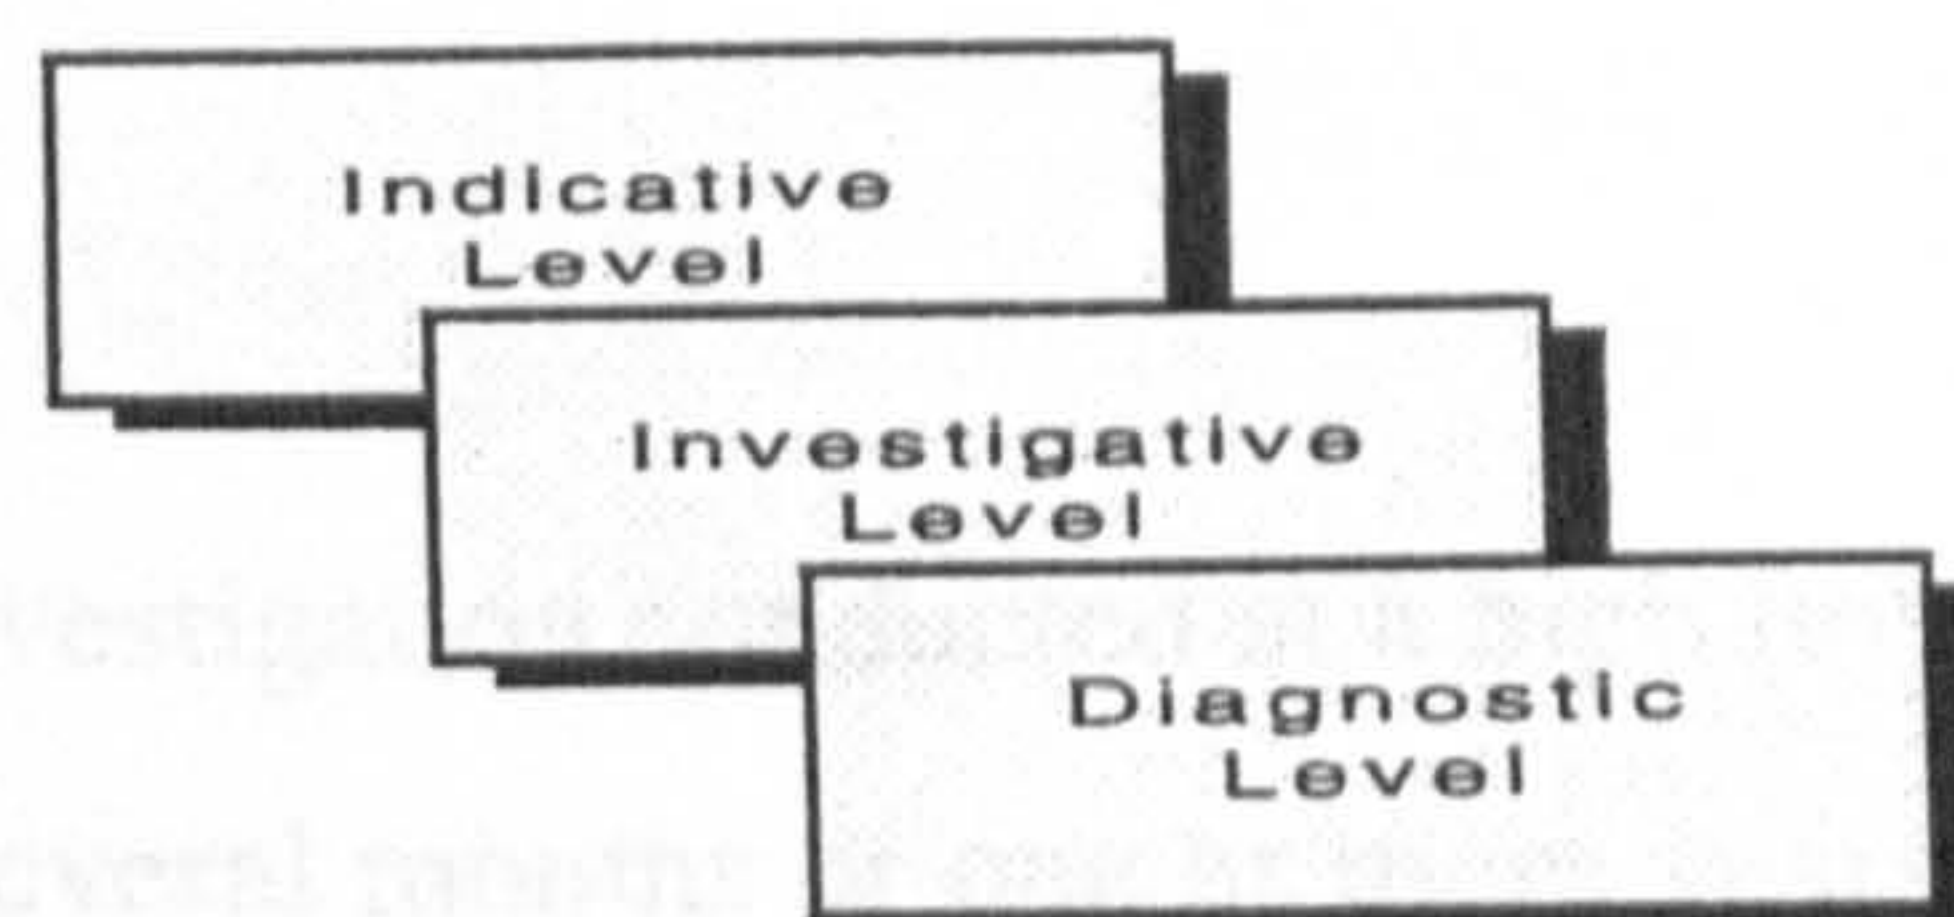 Indicative
Level
Investigative
Level
Diagnostic
Level